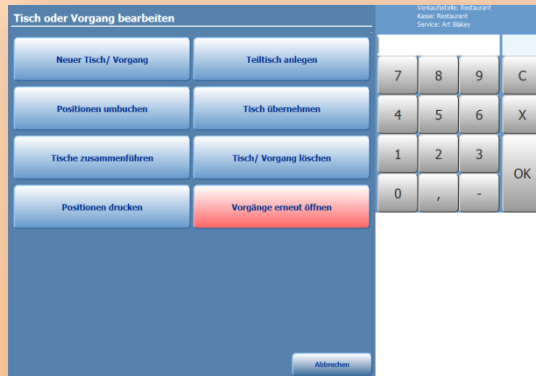 Tisch oder Vorgang bearbeiten
Verkaufsstelle: Restaurant
Kasse: Restaurant
Service: Art Blakey
Neuer Tisch/ Vorgang
Teiltisch anlegen
Positionen umbuchen
Tisch übernehmen
Tische zusammenführen
Tisch/ Vorgang löschen
Positionen drucken
Vorgänge erneut öffnen
Abbrechen
7 8 9 C
4 5 6 X
1 2 3 OK
0 , -